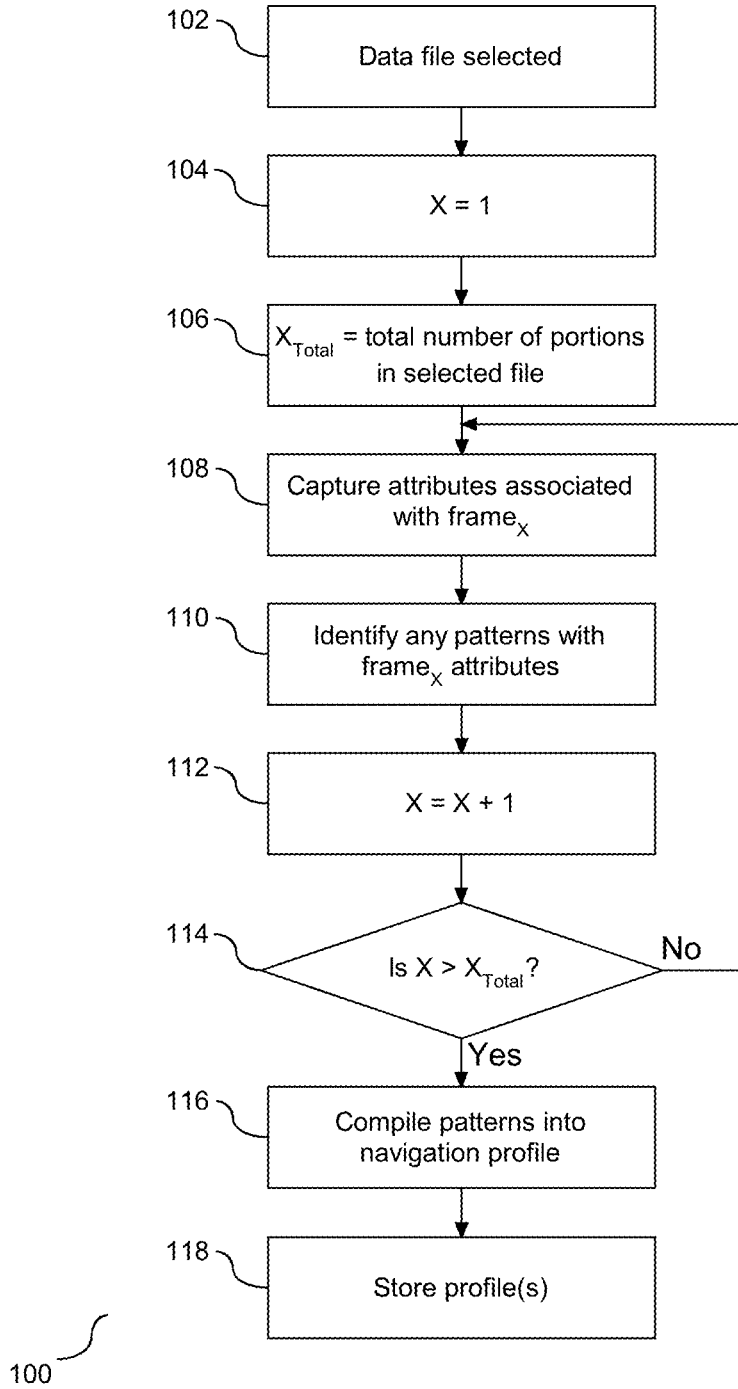 102
Data file selected
104
X = 1
106
X_Total = total number of portions
in selected file
108
Capture attributes associated
with frame_X
110
Identify any patterns with
frame_X attributes
112
X = X + 1
114
Is X > X_Total?
No
Yes
116
Compile patterns into
navigation profile
118
Store profile(s)
100